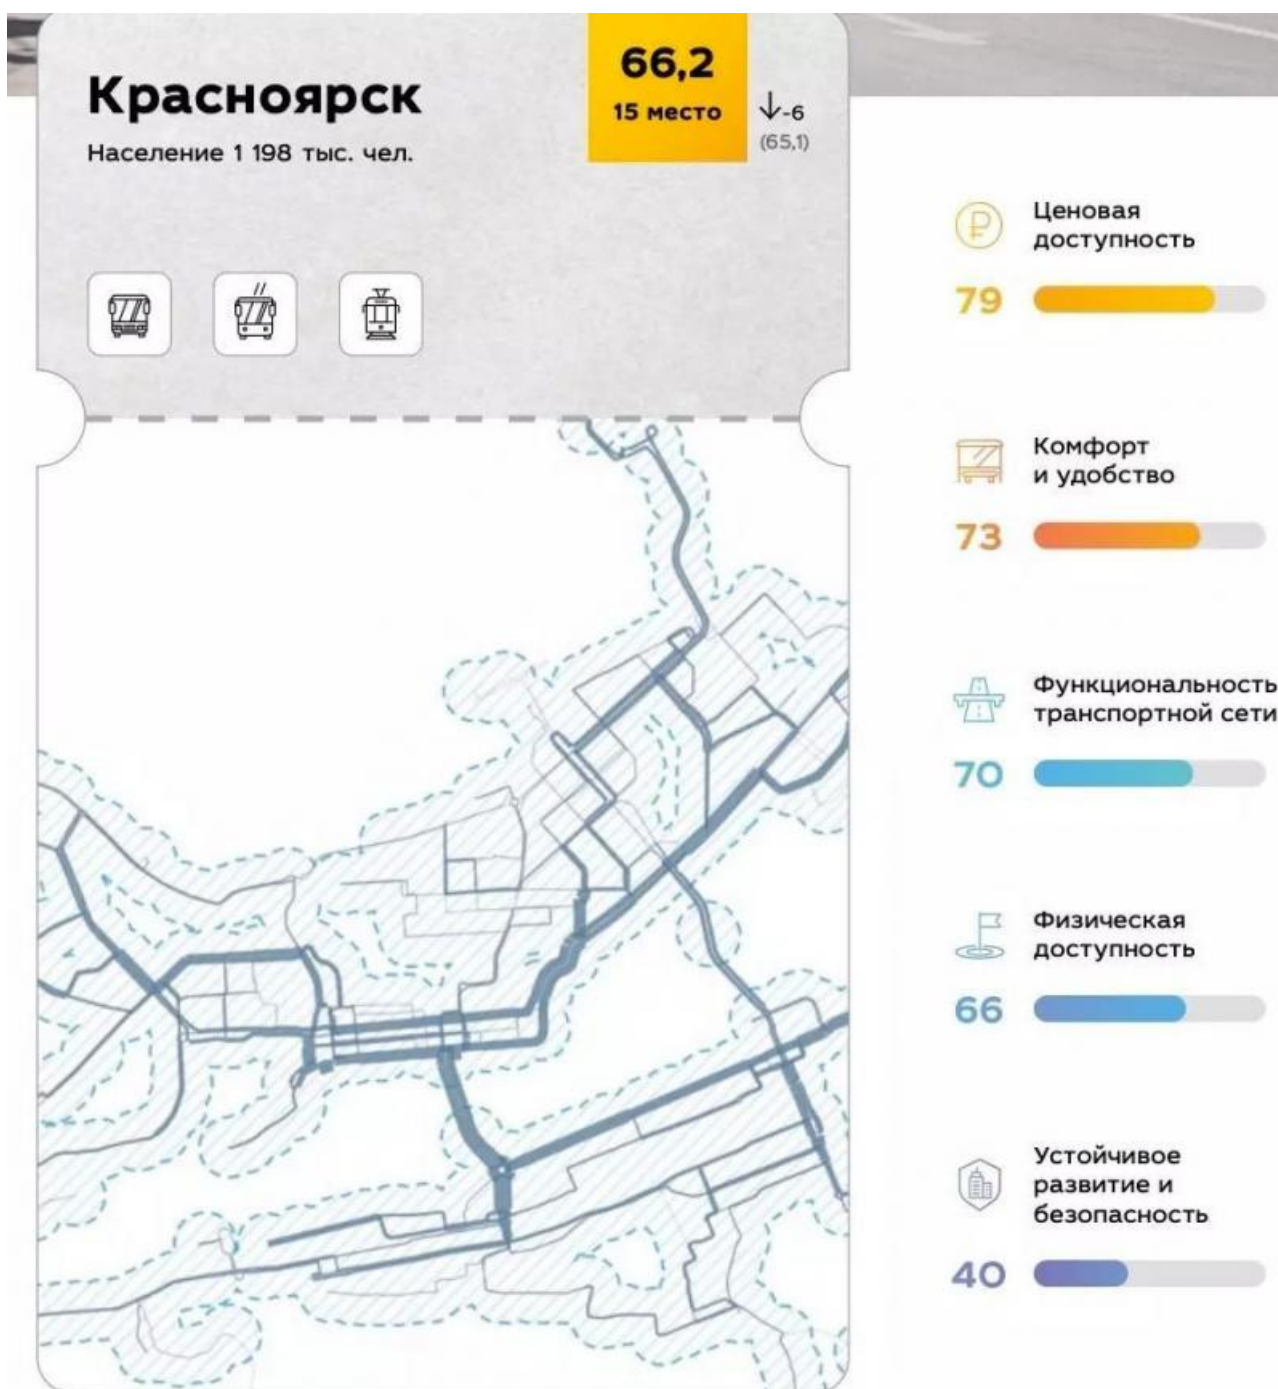 Красноярск
Население 1 198 тыс. чел.
66,2
15 место
↓-6
(65,1)
Ценовая
доступность
79
Комфорт
и удобство
73
Функциональность
транспортной сети
70
Физическая
доступность
66
Устойчивое
развитие и
безопасность
40